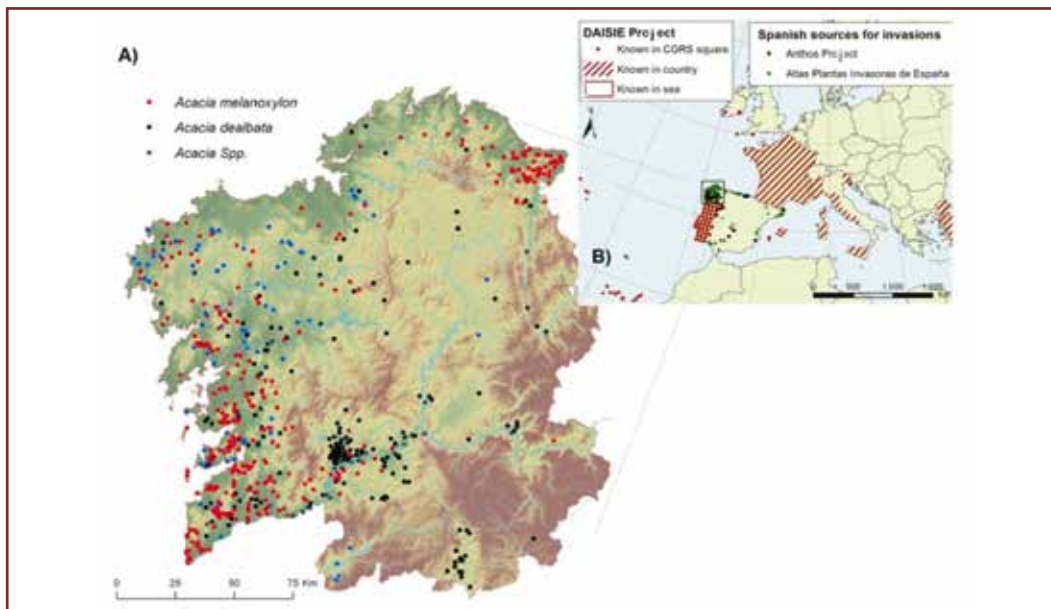 A)
Acacia melanoxylon
Acacia dealbata
Acacia Spp.
0 25 50 75 Km
DAISIE Project
Known in CGRS square
Known in country
Known in sea
Spanish sources for invasions
Anthos Project
Atlas Plantas Invasoras de España
B)
0 500 1.000